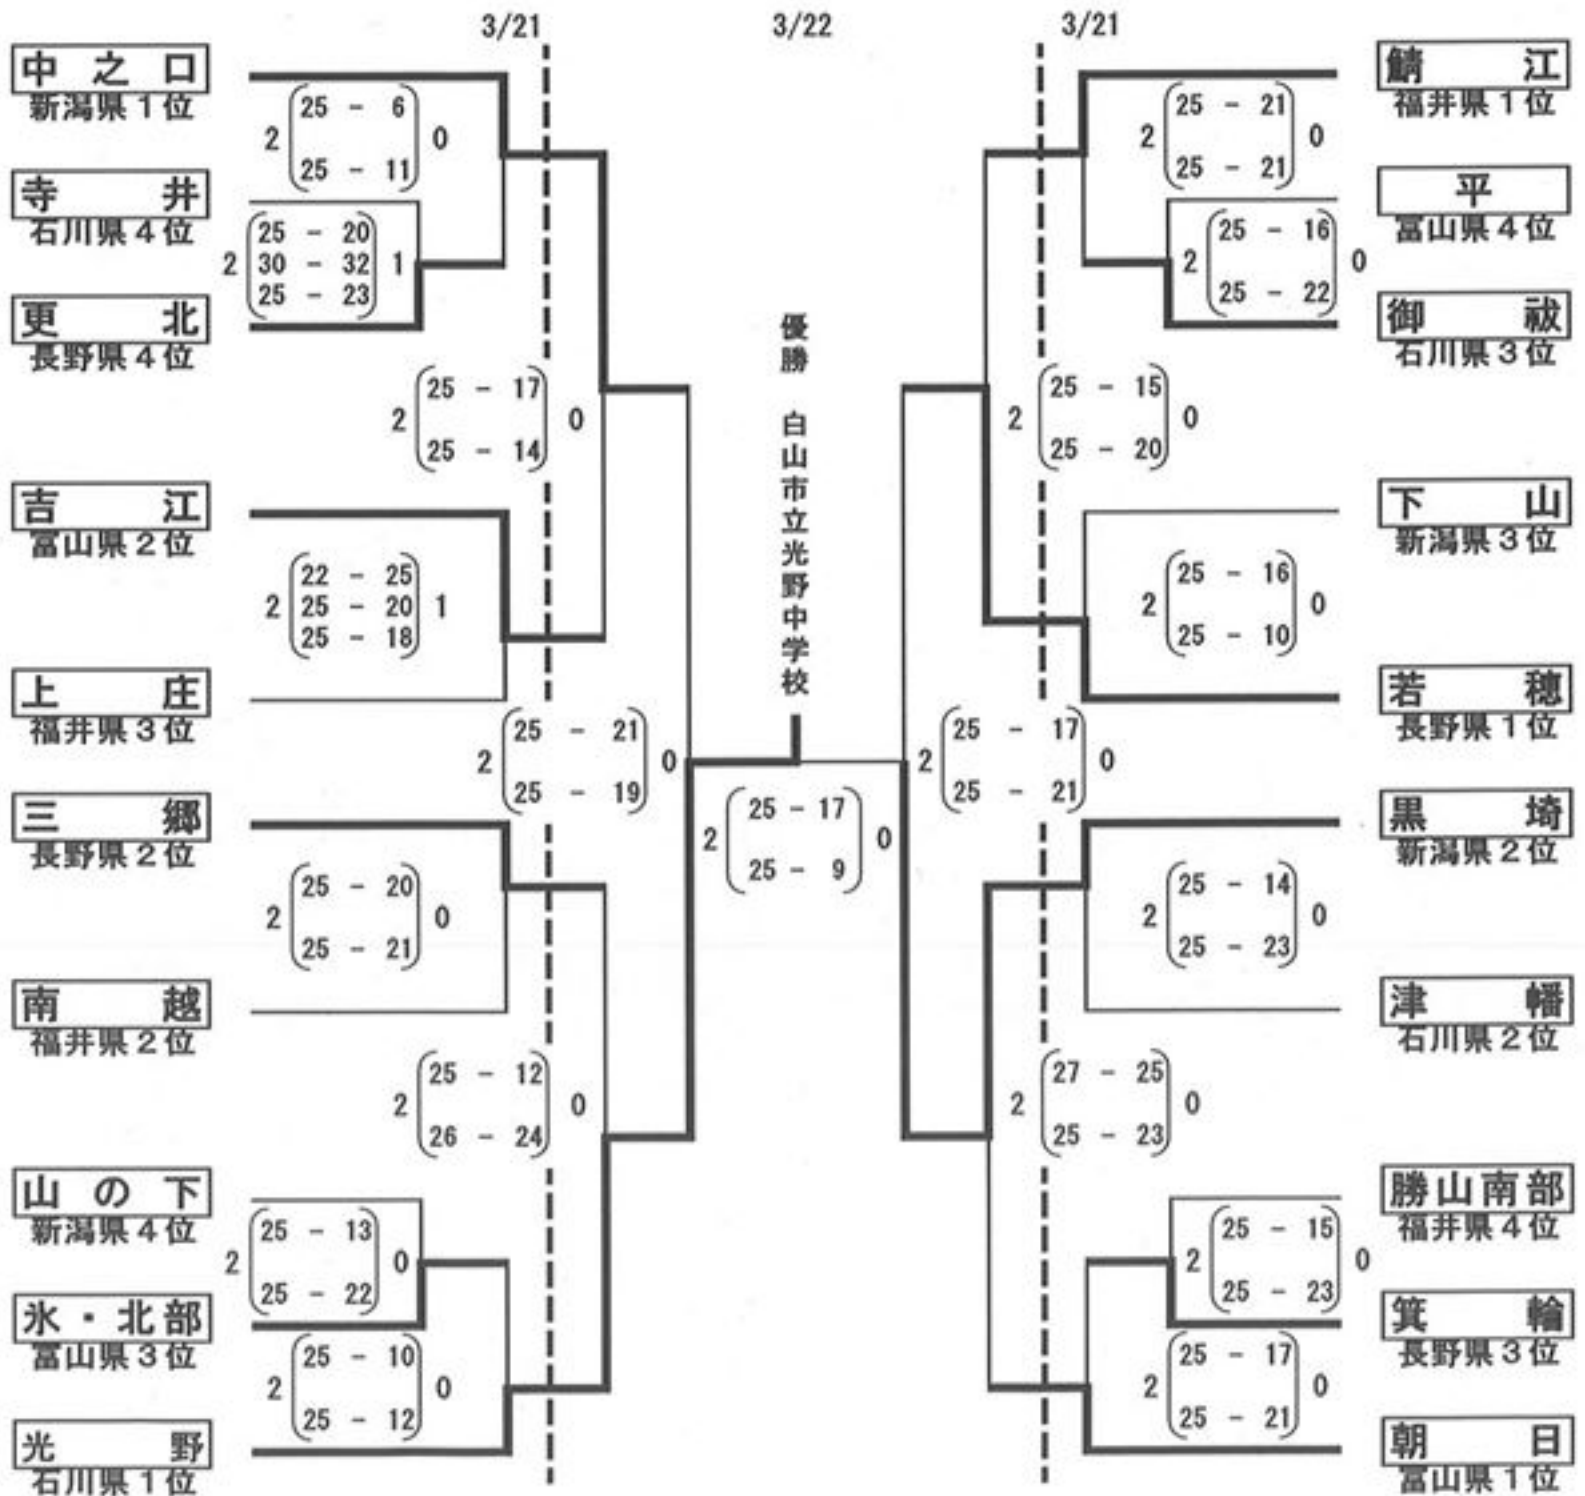 3/21 3/22 3/21
中之口
新潟県1位
25 - 6
2 0
25 - 11
寺井
石川県4位
25 - 20
2 30 - 32 1
25 - 23
更北
長野県4位
25 - 17
2 0
25 - 14
吉江
富山県2位
22 - 25
2 25 - 20 1
25 - 18
上庄
福井県3位
25 - 21
2 0
25 - 19
三郷
長野県2位
25 - 20
2 0
25 - 21
南越
福井県2位
25 - 12
2 0
26 - 24
山の下
新潟県4位
25 - 13
2 0
25 - 22
氷・北部
富山県3位
25 - 10
2 0
25 - 12
光野
石川県1位
優勝 白山市立光野中学校
25 - 17
2 0
25 - 9
鯖江
福井県1位
25 - 21
2 0
25 - 21
平
富山県4位
25 - 16
2 0
25 - 22
御祓
石川県3位
25 - 15
2 0
25 - 20
下山
新潟県3位
25 - 16
2 0
25 - 10
若穂
長野県1位
25 - 17
2 0
25 - 21
黒埼
新潟県2位
25 - 14
2 0
25 - 23
津幡
石川県2位
27 - 25
2 0
25 - 23
勝山南部
福井県4位
25 - 15
2 0
25 - 23
箕輪
長野県3位
25 - 17
2 0
25 - 21
朝日
富山県1位